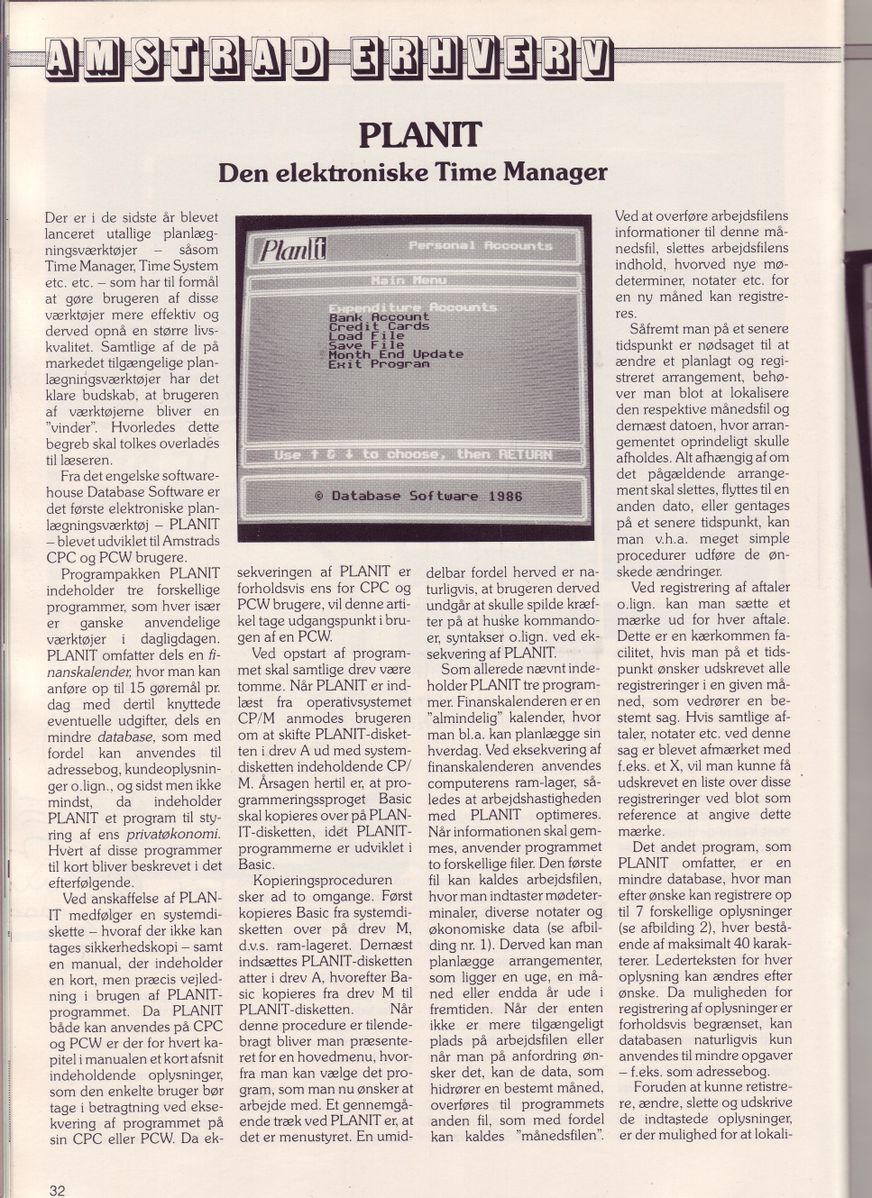 AMSTRAD ERHVERV
PLANIT
Den elektroniske Time Manager
Der er i de sidste år blevet
lanceret utallige planlæg-
ningsværktøjer – såsom
Time Manager, Time System
etc. etc. – som har til formål
at gøre brugeren af disse
værktøjer mere effektiv og
derved opnå en større livs-
kvalitet. Samtlige af de på
markedet tilgængelige plan-
lægningsværktøjer har det
klare budskab, at brugeren
af værktøjerne bliver en
"vinder". Hvorledes dette
begreb skal tolkes overlades
til læseren.
Fra det engelske software-
house Database Software er
det første elektroniske plan-
lægningsværktøj – PLANIT
– blevet udviklet til Amstrads
CPC og PCW brugere.
Programpakken PLANIT
indeholder tre forskellige
programmer, som hver især
er ganske anvendelige
værktøjer i dagligdagen.
PLANIT omfatter dels en fi-
nanskalender, hvor man kan
anføre op til 15 gøremål pr.
dag med dertil knyttede
eventuelle udgifter, dels en
mindre database, som med
fordel kan anvendes til
adressebog, kundeoplysnin-
ger o.lign., og sidst men ikke
mindst, da indeholder
PLANIT et program til sty-
ring af ens privatøkonomi.
Hvert af disse programmer
til kort bliver beskrevet i det
efterfølgende.
Ved anskaffelse af PLAN-
IT medfølger en systemdi-
skette – hvoraf der ikke kan
tages sikkerhedskopi – samt
en manual, der indeholder
en kort, men præcis vejled-
ning i brugen af PLANIT-
programmet. Da PLANIT
både kan anvendes på CPC
og PCW er der for hvert ka-
pitel i manualen et kort afsnit
indeholdende oplysninger,
som den enkelte bruger bør
tage i betragtning ved ekse-
kvering af programmet på
sin CPC eller PCW. Da ek-
PlanIt
Personal Accounts
Main Menu
Expenditure Accounts
Bank Account
Credit Cards
Load File
Save File
Month End Update
Exit Program
Use ↑ & ↓ to choose, then RETURN
© Database Software 1986
sekveringen af PLANIT er
forholdsvis ens for CPC og
PCW brugere, vil denne arti-
kel tage udgangspunkt i bru-
gen af en PCW.
Ved opstart af program-
met skal samtlige drev være
tomme. Når PLANIT er ind-
læst fra operativsystemet
CP/M anmodes brugeren
om at skifte PLANIT-disket-
ten i drev A ud med system-
disketten indeholdende CP/
M. Årsagen hertil er, at pro-
grammeringssproget Basic
skal kopieres over på PLAN-
IT-disketten, idet PLANIT-
programmerne er udviklet i
Basic.
Kopieringsproceduren
sker ad to omgange. Først
kopieres Basic fra systemdi-
sketten over på drev M,
d.v.s. ram-lageret. Dernæst
indsættes PLANIT-disketten
atter i drev A, hvorefter Ba-
sic kopieres fra drev M til
PLANIT-disketten. Når
denne procedure er tilende-
bragt bliver man præsente-
ret for en hovedmenu, hvor-
fra man kan vælge det pro-
gram, som man nu ønsker at
arbejde med. Et gennemgå-
ende træk ved PLANIT er, at
det er menustyret. En umid-
delbar fordel herved er na-
turligvis, at brugeren derved
undgår at skulle spilde kræf-
ter på at huske kommando-
er, syntakser o.lign. ved ek-
sekvering af PLANIT.
Som allerede nævnt inde-
holder PLANIT tre program-
mer. Finanskalenderen er en
"almindelig" kalender, hvor
man bl.a. kan planlægge sin
hverdag. Ved eksekvering af
finanskalenderen anvendes
computerens ram-lager, så-
ledes at arbejdshastigheden
med PLANIT optimeres.
Når informationen skal gem-
mes, anvender programmet
to forskellige filer. Den første
fil kan kaldes arbejdsfilen,
hvor man indtaster mødeter-
minaler, diverse notater og
økonomiske data (se afbil-
ding nr. 1). Derved kan man
planlægge arrangementer,
som ligger en uge, en må-
ned eller endda år ude i
fremtiden. Når der enten
ikke er mere tilgængeligt
plads på arbejdsfilen eller
når man på anfordring øn-
sker det, kan de data, som
hidrører en bestemt måned,
overføres til programmets
anden fil, som med fordel
kan kaldes "månedsfilen".
Ved at overføre arbejdsfilens
informationer til denne må-
nedsfil, slettes arbejdsfilens
indhold, hvorved nye mø-
determiner, notater etc. for
en ny måned kan registre-
res.
Såfremt man på et senere
tidspunkt er nødsaget til at
ændre et planlagt og regi-
streret arrangement, behø-
ver man blot at lokalisere
den respektive månedsfil og
dernæst datoen, hvor arran-
gementet oprindeligt skulle
afholdes. Alt afhængig af om
det pågældende arrange-
ment skal slettes, flyttes til en
anden dato, eller gentages
på et senere tidspunkt, kan
man v.h.a. meget simple
procedurer udføre de øn-
skede ændringer.
Ved registrering af aftaler
o.lign. kan man sætte et
mærke ud for hver aftale.
Dette er en kærkommen fa-
cilitet, hvis man på et tids-
punkt ønsker udskrevet alle
registreringer i en given må-
ned, som vedrører en be-
stemt sag. Hvis samtlige af-
taler, notater etc. ved denne
sag er blevet afmærket med
f.eks. et X, vil man kunne få
udskrevet en liste over disse
registreringer ved blot som
reference at angive dette
mærke.
Det andet program, som
PLANIT omfatter, er en
mindre database, hvor man
efter ønske kan registrere op
til 7 forskellige oplysninger
(se afbilding 2), hver bestå-
ende af maksimalt 40 karak-
terer. Lederteksten for hver
oplysning kan ændres efter
ønske. Da muligheden for
registrering af oplysninger er
forholdsvis begrænset, kan
databasen naturligvis kun
anvendes til mindre opgaver
– f.eks. som adressebog.
Foruden at kunne retistre-
re, ændre, slette og udskrive
de indtastede oplysninger,
er der mulighed for at lokali-
32